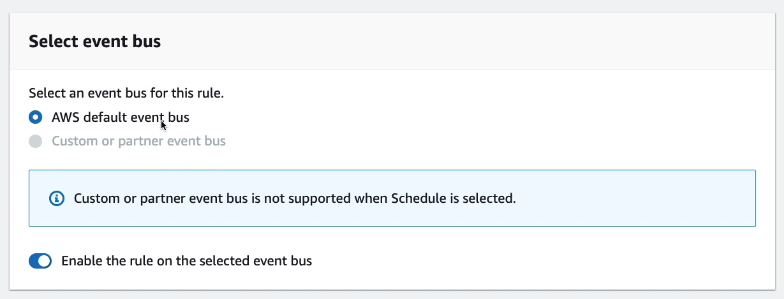 Select event bus
Select an event bus for this rule.
AWS default event bus
Custom or partner event bus
Custom or partner event bus is not supported when Schedule is selected.
Enable the rule on the selected event bus